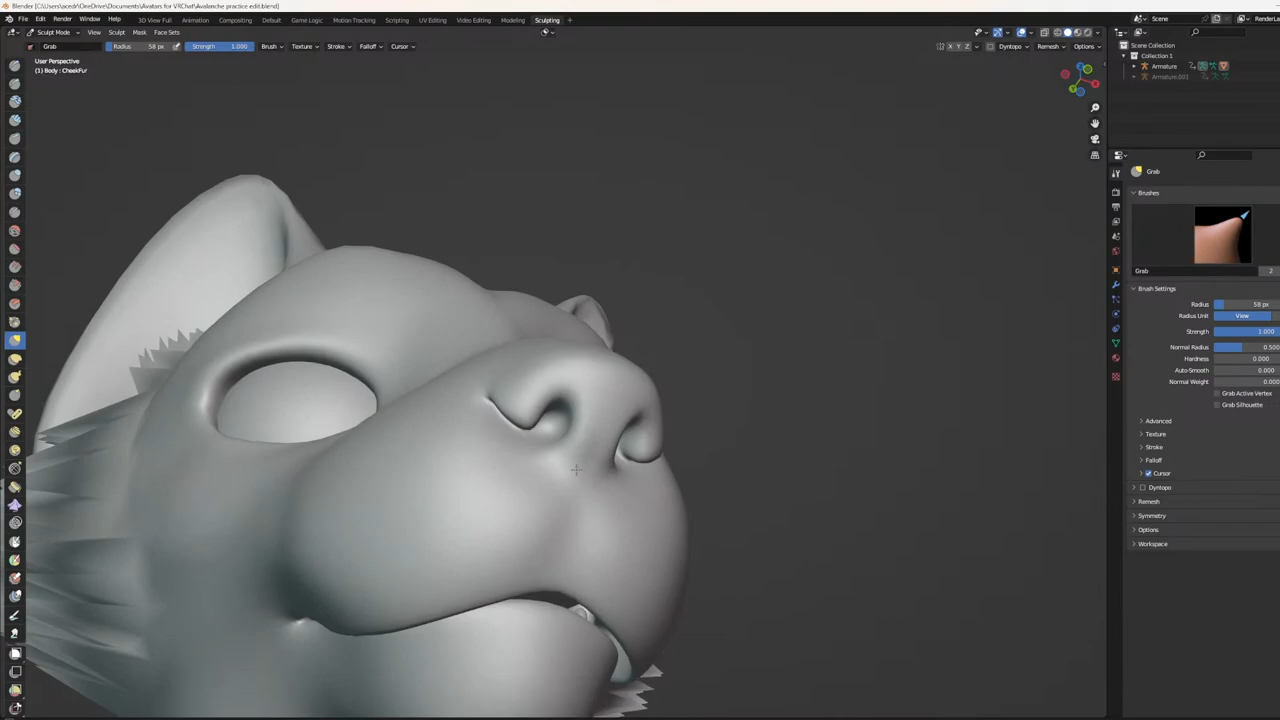 Blender [C:\Users\acedr\OneDrive\Documents\Avatars for VRChat\Avalanche practice edit.blend]
File Edit Render Window Help 3D View Full Animation Compositing Default Game Logic Motion Tracking Scripting UV Editing Video Editing Modeling Sculpting + Scene RenderLa
Sculpt Mode View Sculpt Mask Face Sets
Grab Radius 58 px Strength 1.000 Brush Texture Stroke Falloff Cursor X Y Z Dyntopo Remesh Options
User Perspective
(1) Body : CheekFur
Scene Collection
Collection 1
Armature
Armature.001
Grab
Brushes
Grab 2
Brush Settings
Radius 58 px
Radius Unit View
Strength 1.000
Normal Radius 0.500
Hardness 0.000
Auto-Smooth 0.000
Normal Weight 0.000
Grab Active Vertex
Grab Silhouette
Advanced
Texture
Stroke
Falloff
Cursor
Dyntopo
Remesh
Symmetry
Options
Workspace